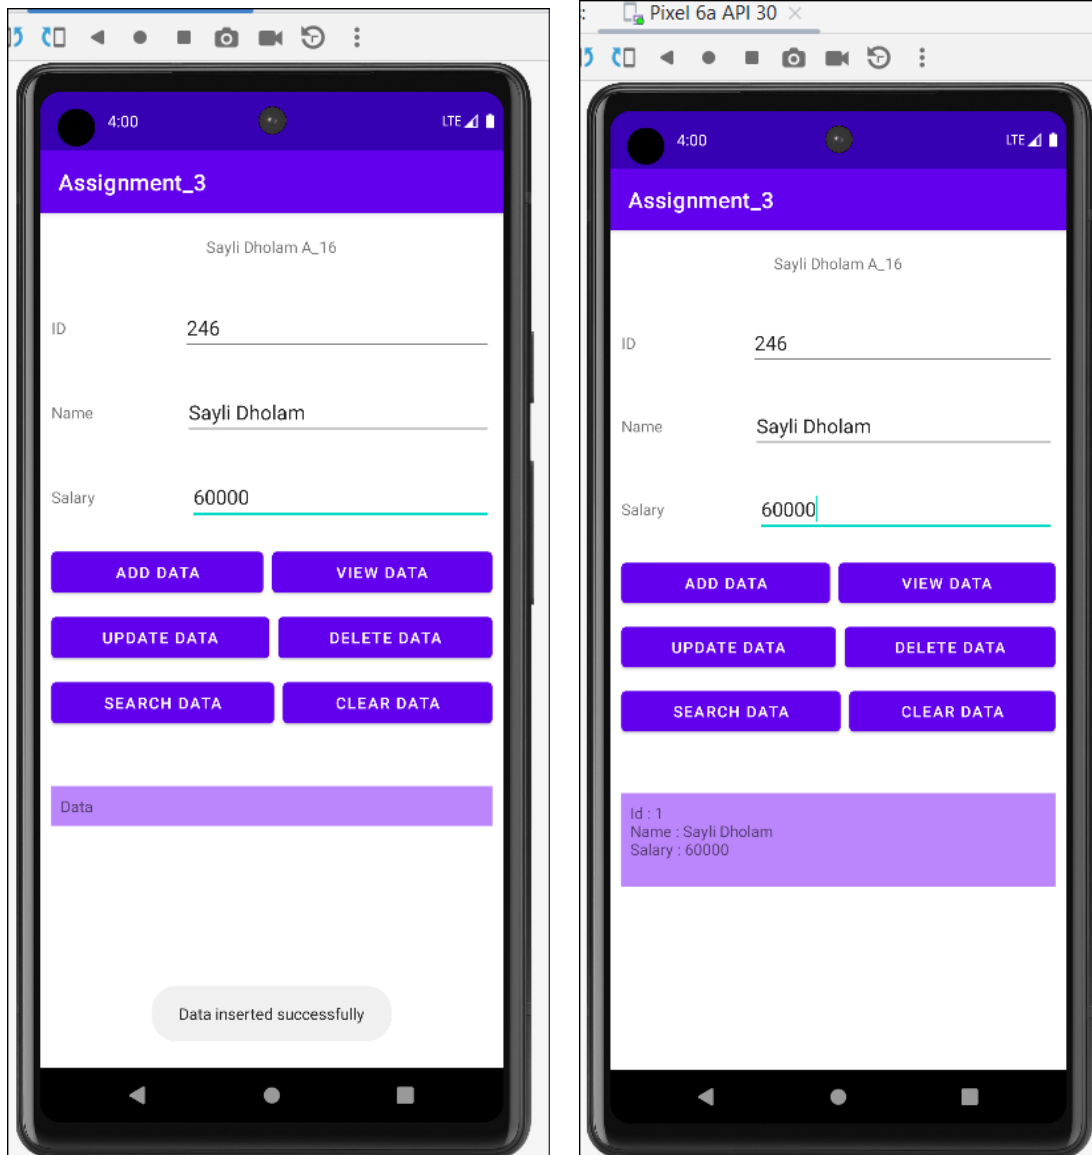 4:00
LTE
Assignment_3
Sayli Dholam A_16
ID 246
Name Sayli Dholam
Salary 60000
ADD DATA VIEW DATA
UPDATE DATA DELETE DATA
SEARCH DATA CLEAR DATA
Data
Data inserted successfully
Pixel 6a API 30
4:00
LTE
Assignment_3
Sayli Dholam A_16
ID 246
Name Sayli Dholam
Salary 60000
ADD DATA VIEW DATA
UPDATE DATA DELETE DATA
SEARCH DATA CLEAR DATA
Id : 1
Name : Sayli Dholam
Salary : 60000